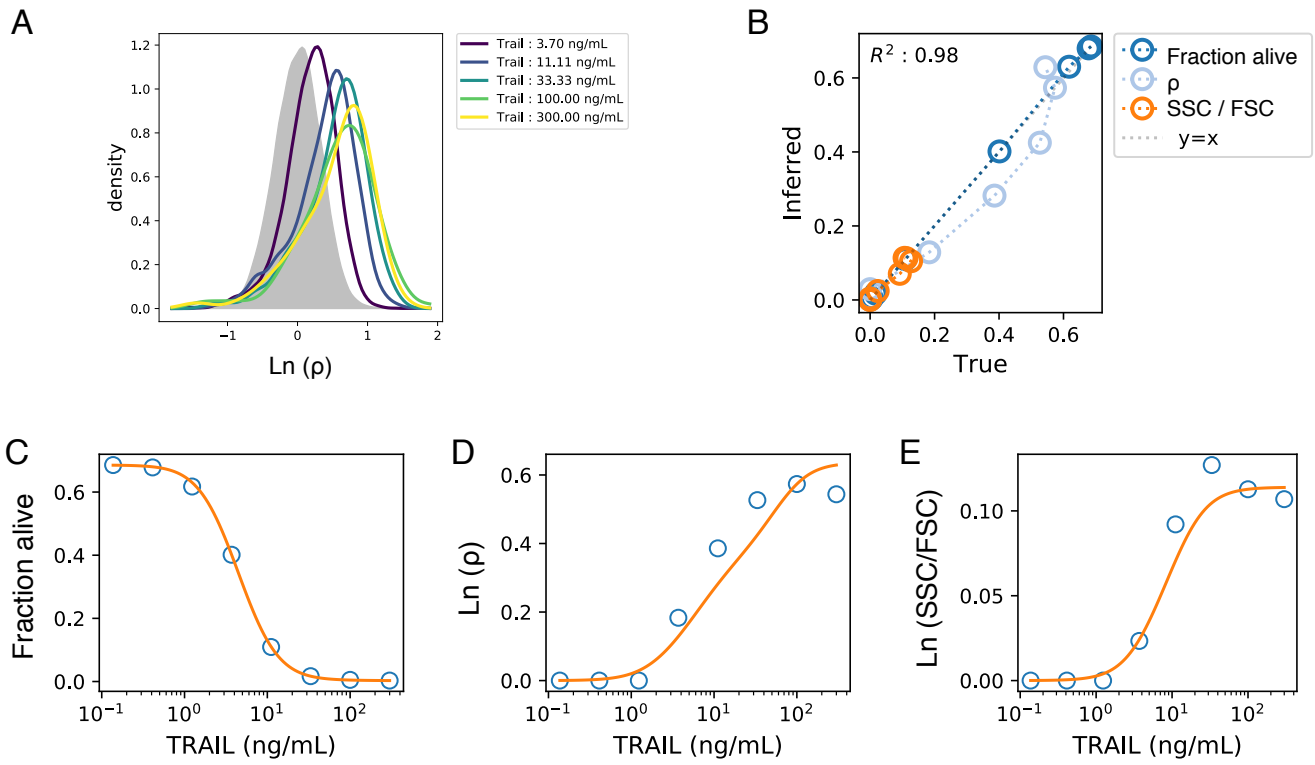 A
density
1.2
1.0
0.8
0.6
0.4
0.2
0.0
−1
0
1
2
Ln (ρ)
Trail : 3.70 ng/mL
Trail : 11.11 ng/mL
Trail : 33.33 ng/mL
Trail : 100.00 ng/mL
Trail : 300.00 ng/mL
B
R² : 0.98
Inferred
0.6
0.4
0.2
0.0
0.0
0.2
0.4
0.6
True
Fraction alive
ρ
SSC / FSC
y=x
C
Fraction alive
0.6
0.4
0.2
0.0
10⁻¹
10⁰
10¹
10²
TRAIL (ng/mL)
D
Ln (ρ)
0.6
0.4
0.2
0.0
10⁻¹
10⁰
10¹
10²
TRAIL (ng/mL)
E
Ln (SSC/FSC)
0.10
0.05
0.00
10⁻¹
10⁰
10¹
10²
TRAIL (ng/mL)